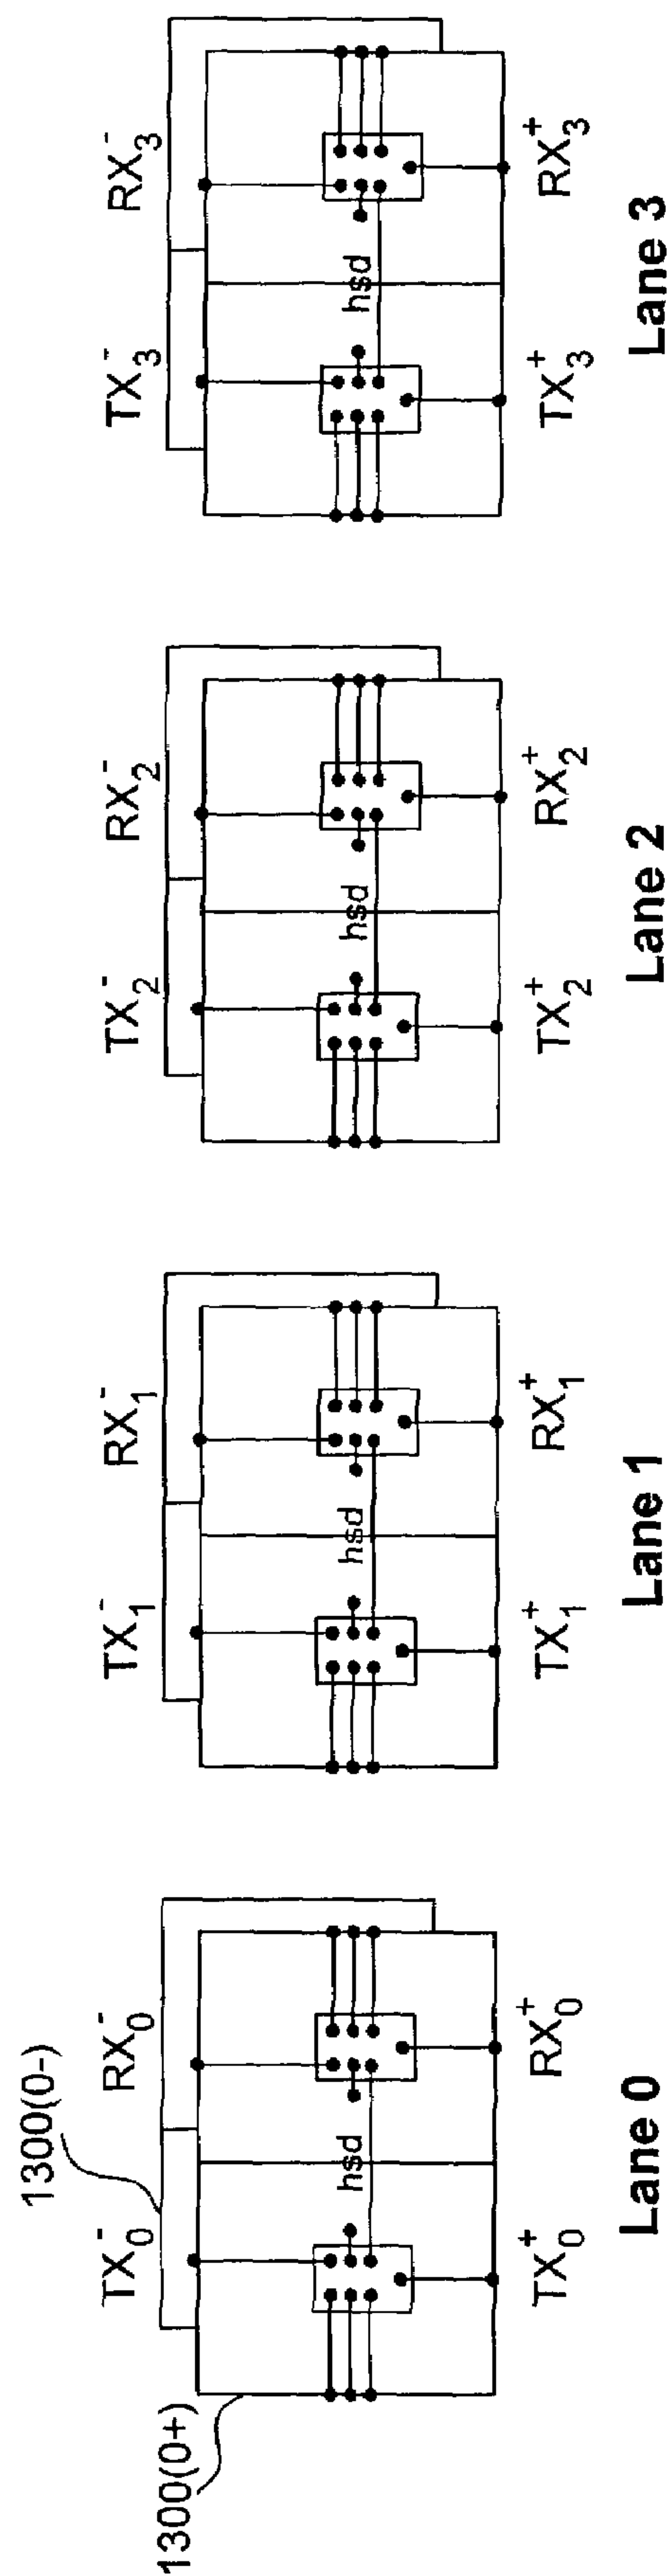 1300(0+)
1300(0-)
TX0- RX0-
hsd
TX0+ RX0+
Lane 0
TX1- RX1-
hsd
TX1+ RX1+
Lane 1
TX2- RX2-
hsd
TX2+ RX2+
Lane 2
TX3- RX3-
hsd
TX3+ RX3+
Lane 3